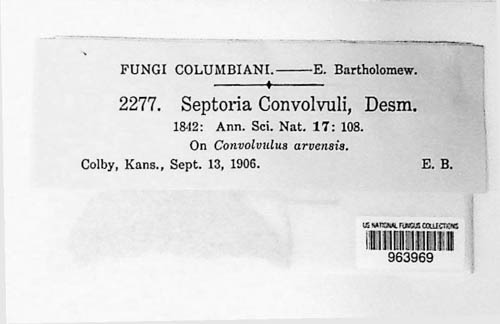 FUNGI COLUMBIANI.—E. Bartholomew.
2277. Septoria Convolvuli, Desm.
1842: Ann. Sci. Nat. 17: 108.
On Convolvulus arvensis.
Colby, Kans., Sept. 13, 1906. E. B.
US NATIONAL FUNGUS COLLECTIONS
963969